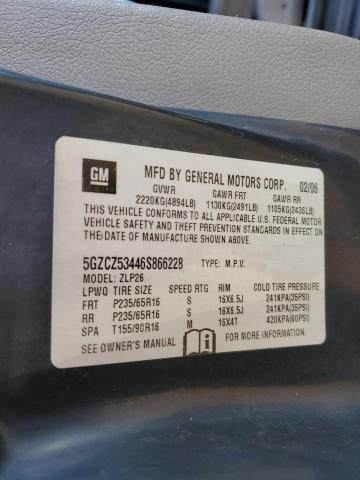 GM
MFD BY GENERAL MOTORS CORP. 02/06
GVWR GAWR FRT GAWR RR
2220KG(4894LB) 1130KG(2491LB) 1105KG(2436LB)
THIS VEHICLE CONFORMS TO ALL APPLICABLE U.S. FEDERAL MOTOR
VEHICLE SAFETY AND THEFT PREVENTION STANDARDS IN EFFECT ON
THE DATE OF MANUFACTURE SHOWN ABOVE.
5GZCZ53446S866228 TYPE: M.P.V.
MODEL: ZLP26
LPWQ TIRE SIZE SPEED RTG RIM COLD TIRE PRESSURE
FRT P235/65R16 S 16X6.5J 241KPA(35PSI)
RR P235/65R16 S 16X6.5J 241KPA(35PSI)
SPA T155/90R16 M 16X4T 420KPA(60PSI)
SEE OWNER'S MANUAL FOR MORE INFORMATION.